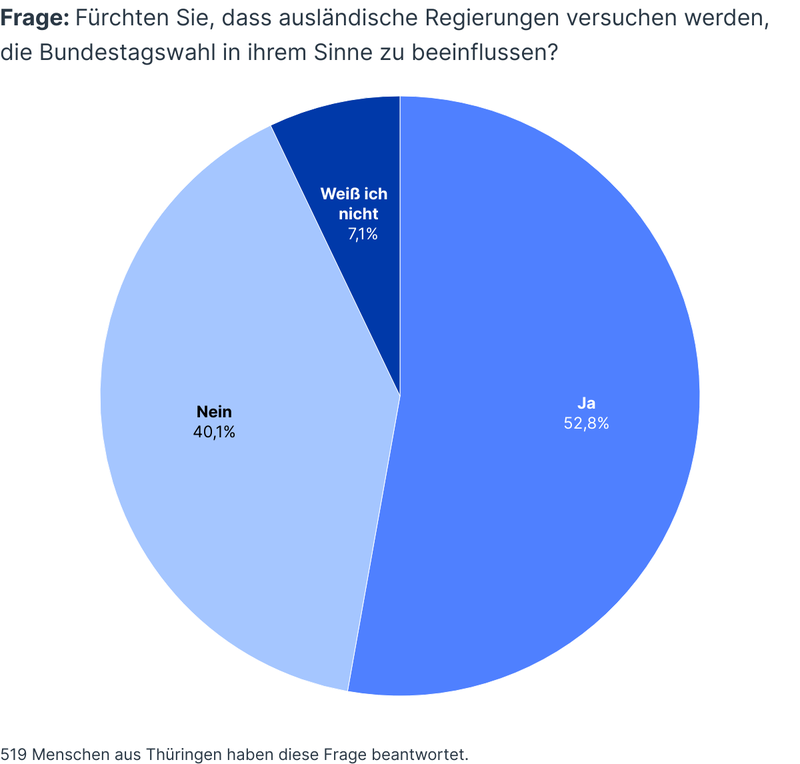 Frage: Fürchten Sie, dass ausländische Regierungen versuchen werden,
die Bundestagswahl in ihrem Sinne zu beeinflussen?
Weiß ich
nicht
7,1%
Ja
52,8%
Nein
40,1%
519 Menschen aus Thüringen haben diese Frage beantwortet.